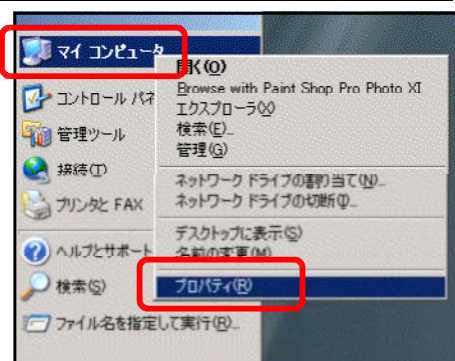 マイ コンピュータ
開く(O)
Browse with Paint Shop Pro Photo XI
エクスプローラ(X)
検索(E)...
管理(G)
ネットワーク ドライブの割り当て(N)...
ネットワーク ドライブの切断(I)...
デスクトップに表示(S)
名前の変更(M)
プロパティ(R)
コントロール パネ
管理ツール
接続(T)
プリンタと FAX
ヘルプとサポート
検索(S)
ファイル名を指定して実行(R)...